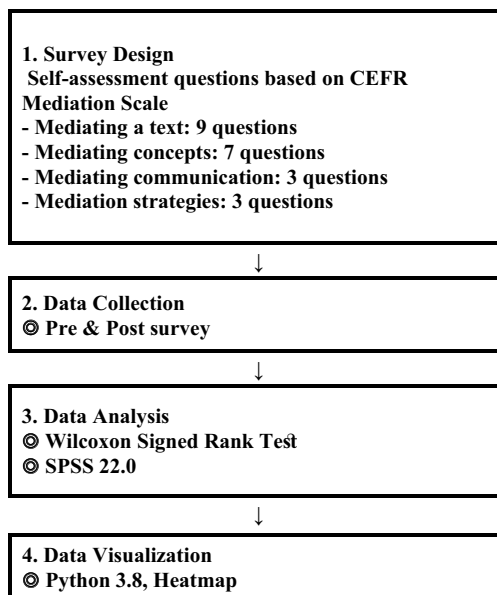 1. Survey Design
Self-assessment questions based on CEFR
Mediation Scale
- Mediating a text: 9 questions
- Mediating concepts: 7 questions
- Mediating communication: 3 questions
- Mediation strategies: 3 questions
↓
2. Data Collection
◎ Pre & Post survey
↓
3. Data Analysis
◎ Wilcoxon Signed Rank Test
◎ SPSS 22.0
↓
4. Data Visualization
◎ Python 3.8, Heatmap